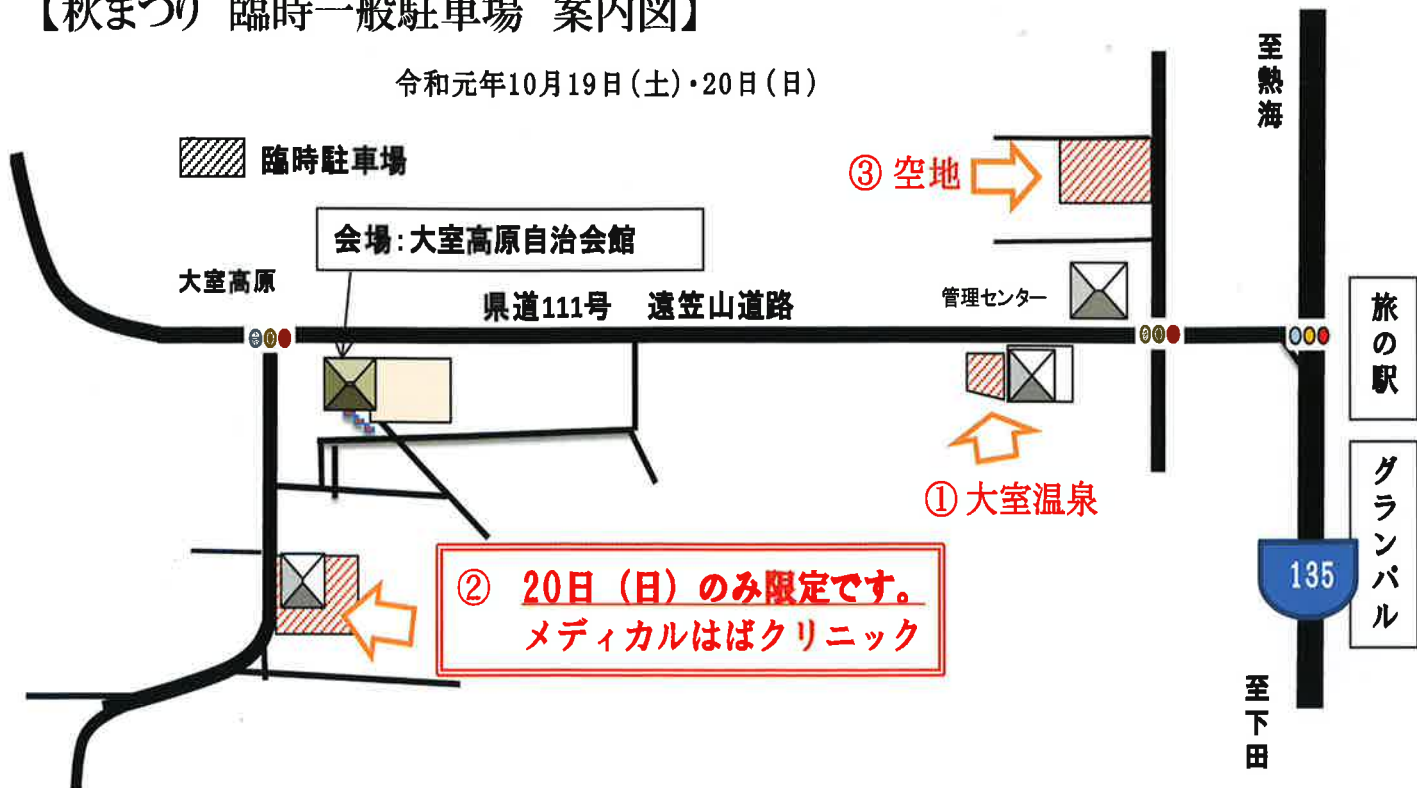 【秋まつり 臨時一般駐車場 案内図】
令和元年10月19日(土)・20日(日)
至熱海
臨時駐車場
③ 空地
会場:大室高原自治会館
大室高原
県道111号 遠笠山道路
管理センター
旅の駅
① 大室温泉
グランパル
② 20日(日)のみ限定です。
メディカルはばクリニック
135
至下田